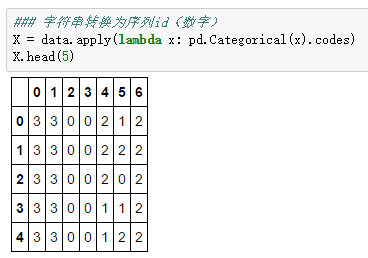 ### 字符串转换为序列id（数字）
X = data.apply(lambda x: pd.Categorical(x).codes)
X.head(5)
0 1 2 3 4 5 6
0 3 3 0 0 2 1 2
1 3 3 0 0 2 2 2
2 3 3 0 0 2 0 2
3 3 3 0 0 1 1 2
4 3 3 0 0 1 2 2